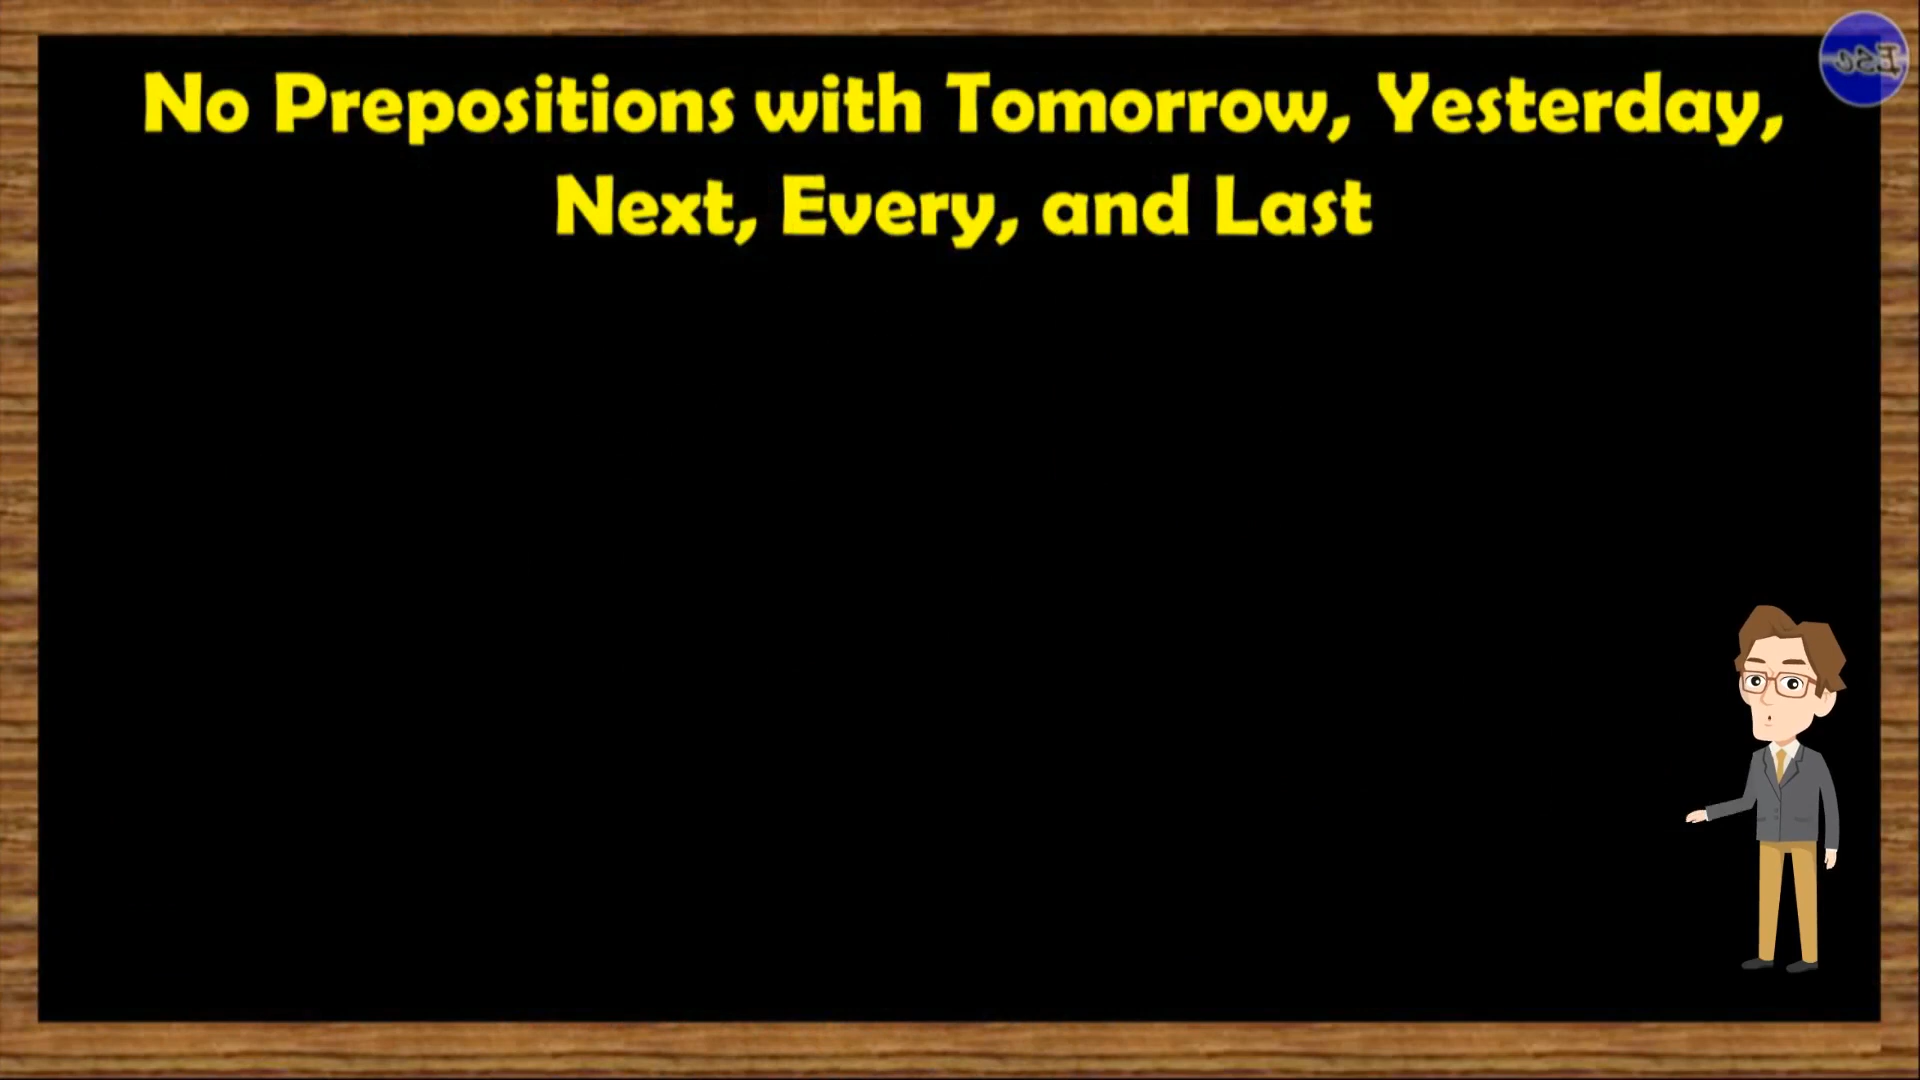 No Prepositions with Tomorrow, Yesterday,
Next, Every, and Last